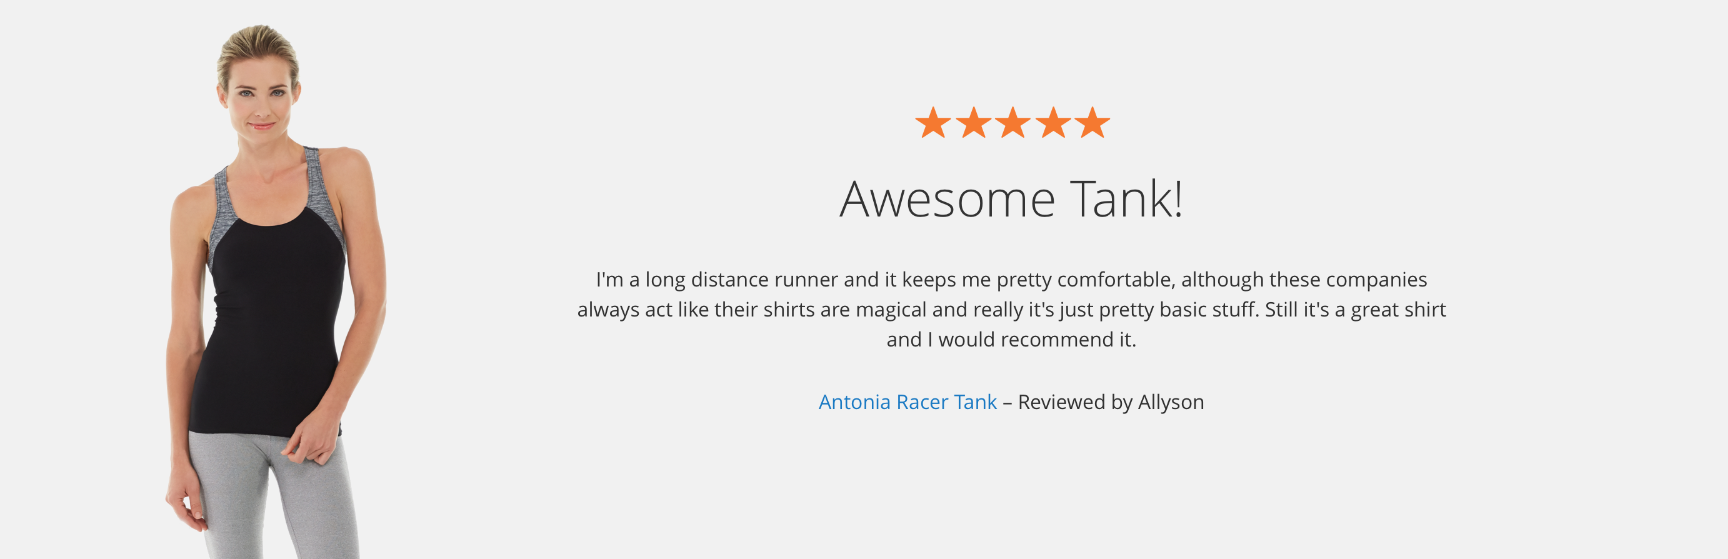 Awesome Tank!
I'm a long distance runner and it keeps me pretty comfortable, although these companies
always act like their shirts are magical and really it's just pretty basic stuff. Still it's a great shirt
and I would recommend it.
Antonia Racer Tank – Reviewed by Allyson